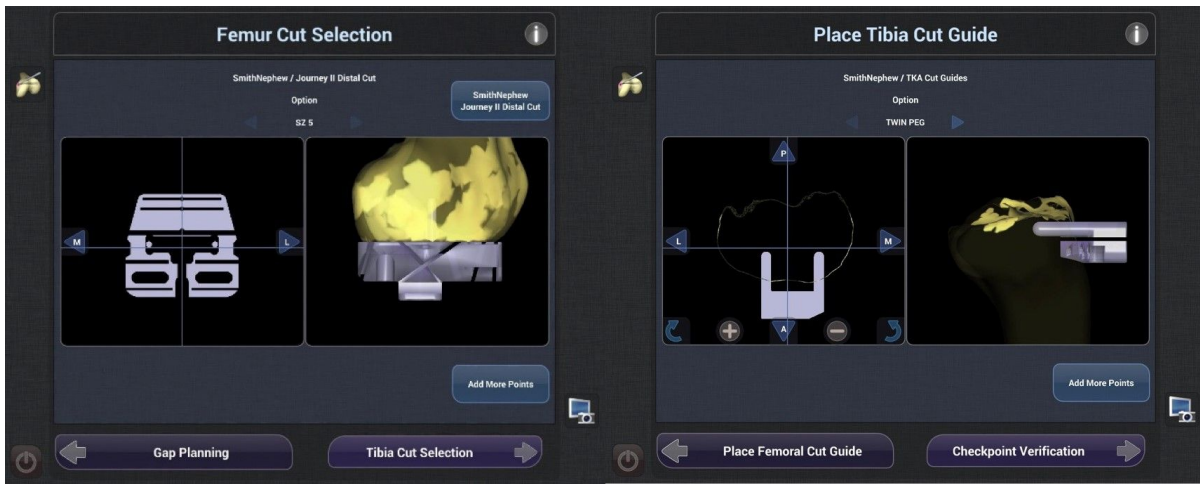 Femur Cut Selection
i
SmithNephew / Journey II Distal Cut
Option
SZ 5
SmithNephew
Journey II Distal Cut
M
L
Add More Points
Gap Planning
Tibia Cut Selection
Place Tibia Cut Guide
i
SmithNephew / TKA Cut Guides
Option
TWIN PEG
P
L
M
A
Add More Points
Place Femoral Cut Guide
Checkpoint Verification